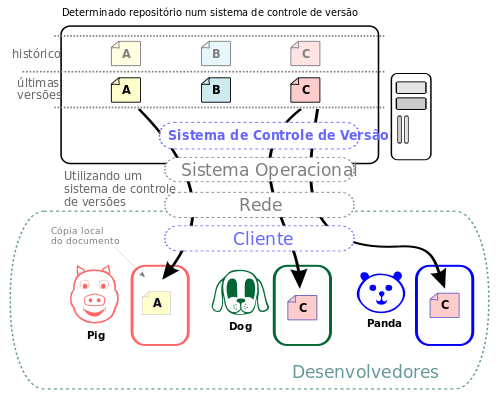 Determinado repositório num sistema de controle de versão
histórico
A
B
C
últimas
versões
A
B
C
Sistema de Controle de Versão
Sistema Operacional
Utilizando um
sistema de controle
de versões
Rede
Cliente
Cópia local
do documento
A
C
C
Pig
Dog
Panda
Desenvolvedores